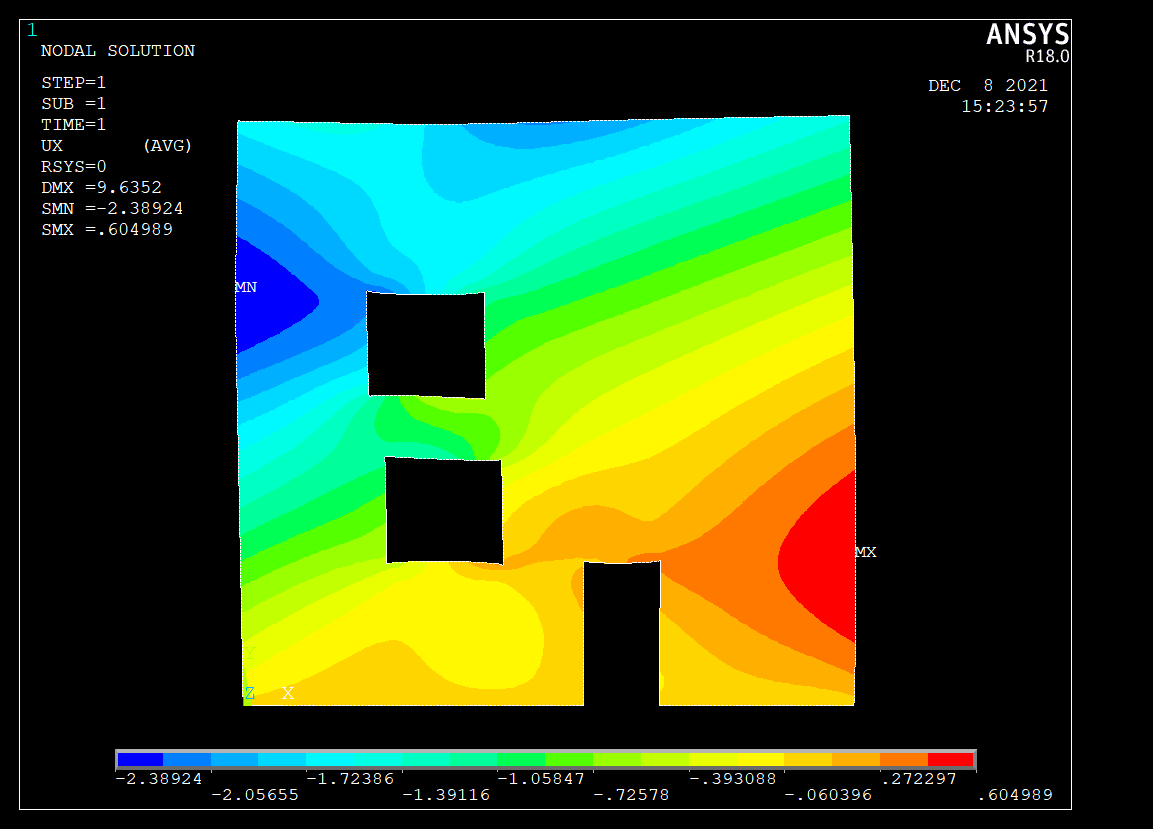 1
ANSYS
R18.0
NODAL SOLUTION
STEP=1
SUB =1
TIME=1
UX (AVG)
RSYS=0
DMX =9.6352
SMN =-2.38924
SMX =.604989
DEC 8 2021
15:23:57
MN
MX
Y
Z X
-2.38924 -1.72386 -1.05847 -.393088 .272297
-2.05655 -1.39116 -.72578 -.060396 .604989